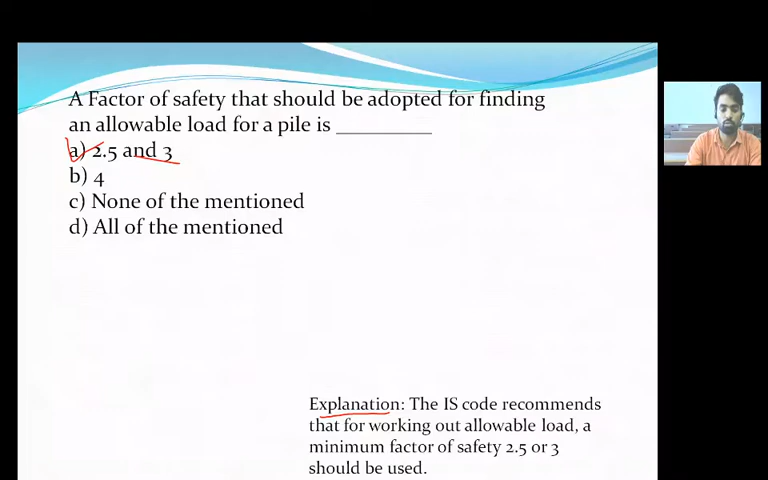 A Factor of safety that should be adopted for finding
an allowable load for a pile is __________
a) 2.5 and 3
b) 4
c) None of the mentioned
d) All of the mentioned
Explanation: The IS code recommends
that for working out allowable load, a
minimum factor of safety 2.5 or 3
should be used.